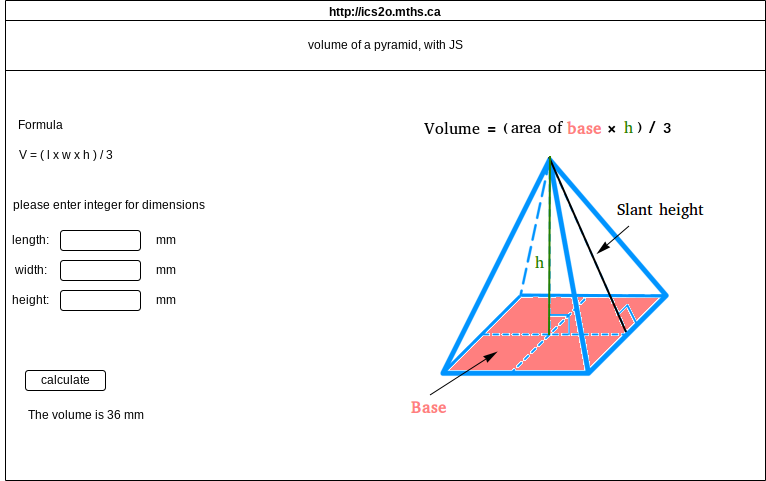 http://ics2o.mths.ca
volume of a pyramid, with JS
Formula
V = ( l x w x h ) / 3
please enter integer for dimensions
length: mm
width: mm
height: mm
calculate
The volume is 36 mm
Volume = (area of base × h) / 3
Slant height
h
Base